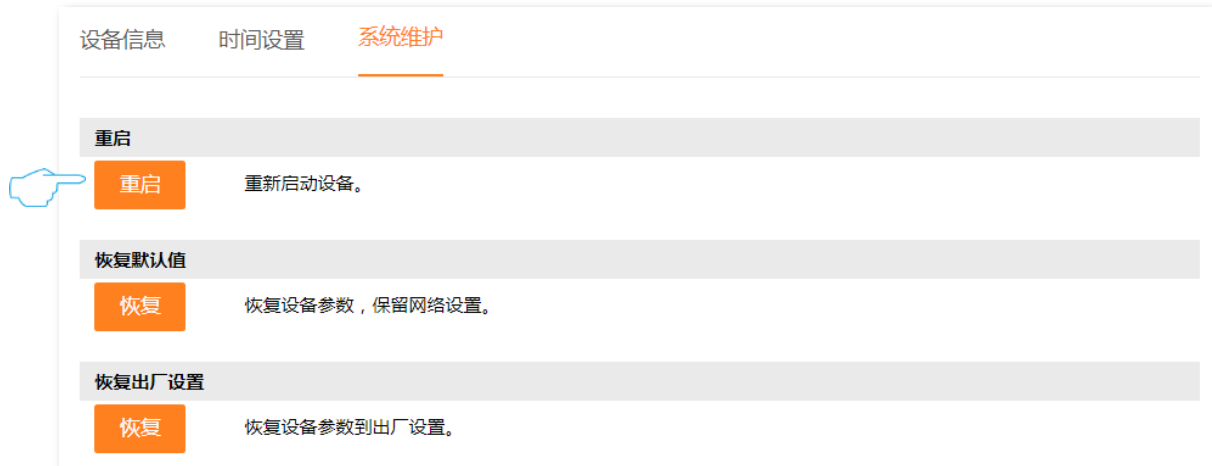 设备信息 时间设置 系统维护
重启
重启 重新启动设备。
恢复默认值
恢复 恢复设备参数，保留网络设置。
恢复出厂设置
恢复 恢复设备参数到出厂设置。